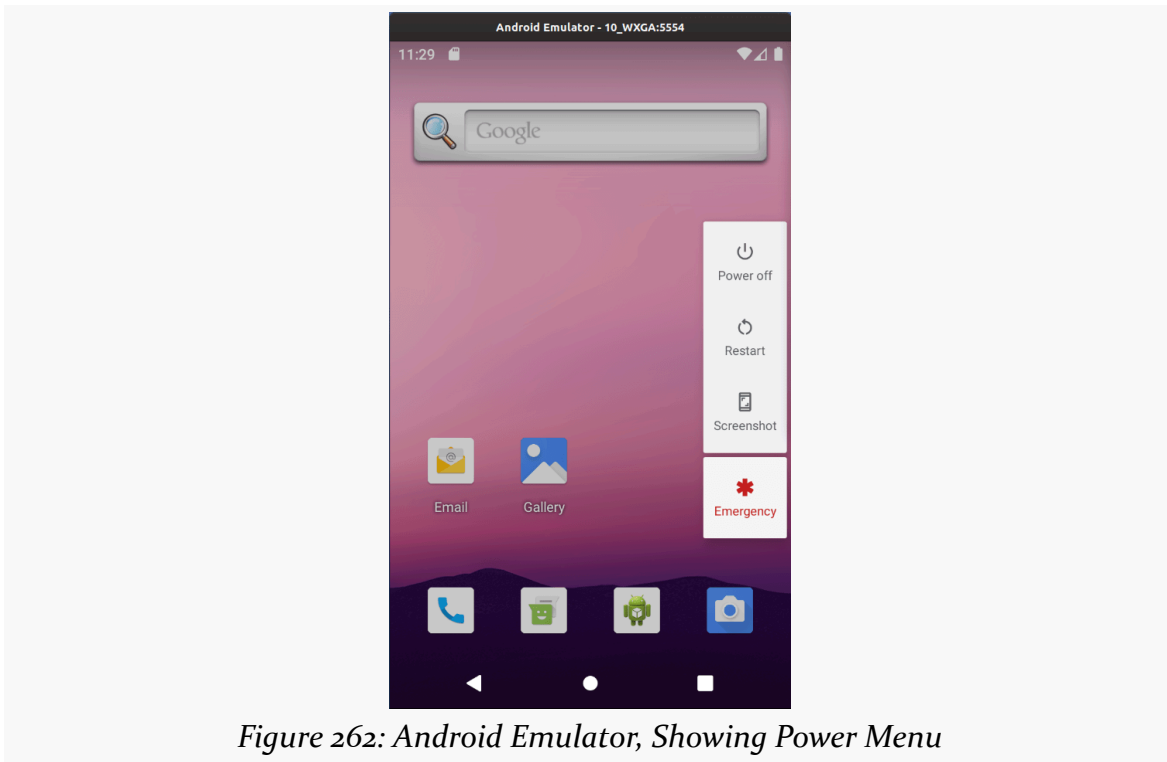 Android Emulator - 10_WXGA:5554
11:29
Google
Power off
Restart
Screenshot
Emergency
Email Gallery
Figure 262: Android Emulator, Showing Power Menu